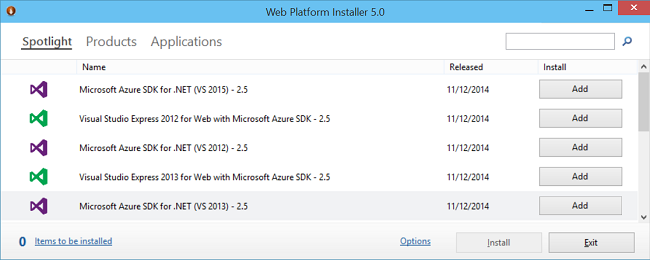 Web Platform Installer 5.0
Spotlight Products Applications
Name Released Install
Microsoft Azure SDK for .NET (VS 2015) - 2.5 11/12/2014 Add
Visual Studio Express 2012 for Web with Microsoft Azure SDK - 2.5 11/12/2014 Add
Microsoft Azure SDK for .NET (VS 2012) - 2.5 11/12/2014 Add
Visual Studio Express 2013 for Web with Microsoft Azure SDK - 2.5 11/12/2014 Add
Microsoft Azure SDK for .NET (VS 2013) - 2.5 11/12/2014 Add
0 Items to be installed Options Install Exit